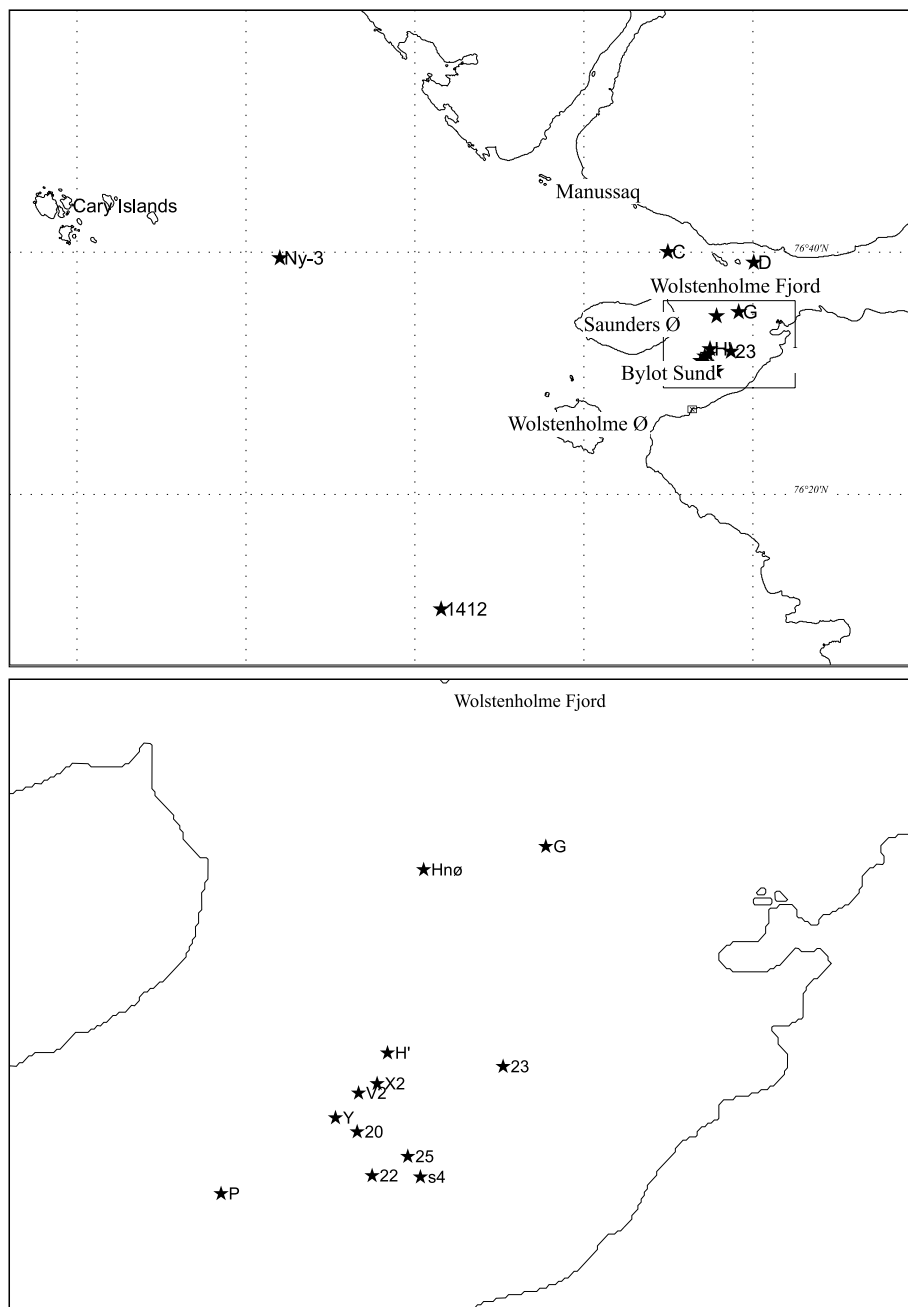 Manussaq
Cary Islands
76°40'N
C
Ny-3
D
Wolstenholme Fjord
G
Saunders Ø
H
23
Bylot Sund
Wolstenholme Ø
76°20'N
1412
Wolstenholme Fjord
G
Hnø
H'
23
X2
V2
Y
20
25
22
s4
P